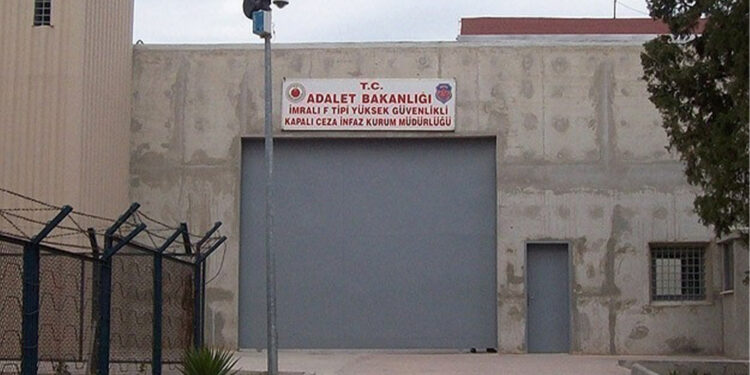 T.C.
ADALET BAKANLIĞI
İMRALI F TİPİ YÜKSEK GÜVENLİKLİ
KAPALI CEZA İNFAZ KURUM MÜDÜRLÜĞÜ